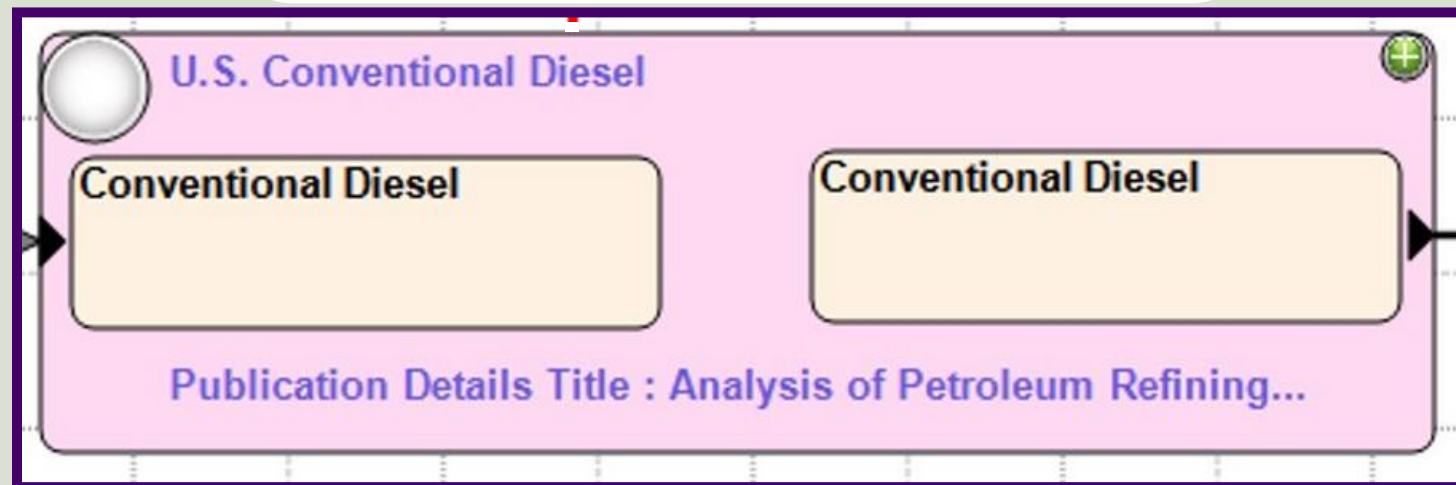 U.S. Conventional Diesel
Conventional Diesel
Conventional Diesel
Publication Details Title : Analysis of Petroleum Refining...